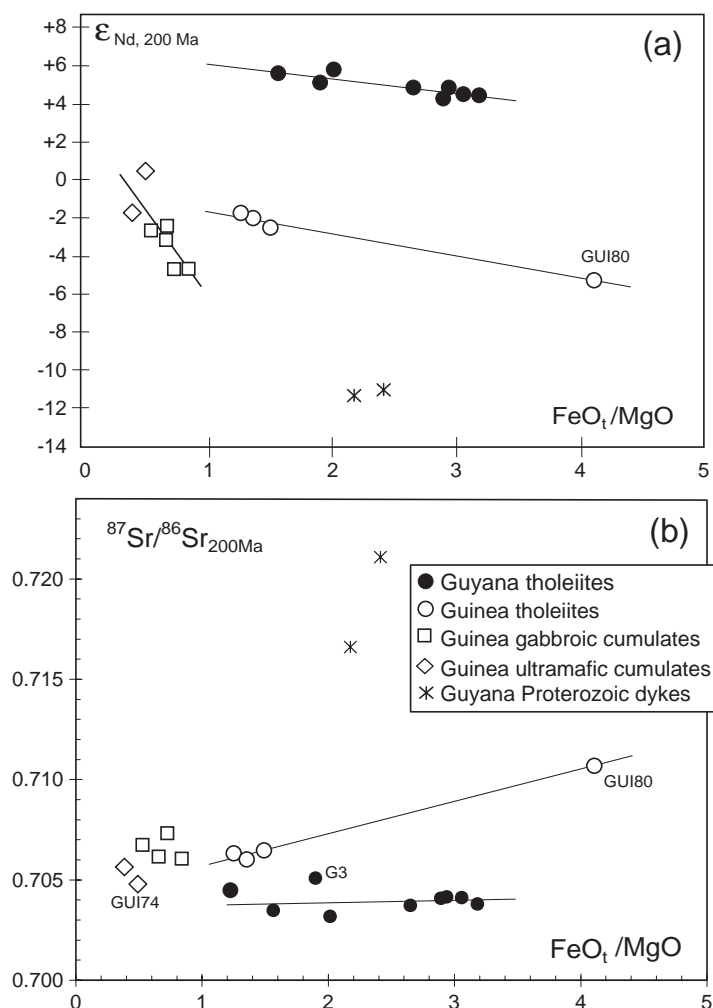 ε Nd, 200 Ma
(a)
+8
+6
+4
+2
0
-2
-4
-6
-8
-10
-12
-14
GUI80
FeOt/MgO
0 1 2 3 4 5
87Sr/86Sr200Ma
(b)
0.720
0.715
0.710
0.705
0.700
Guyana tholeiites
Guinea tholeiites
Guinea gabbroic cumulates
Guinea ultramafic cumulates
Guyana Proterozoic dykes
GUI80
G3
GUI74
FeOt/MgO
0 1 2 3 4 5